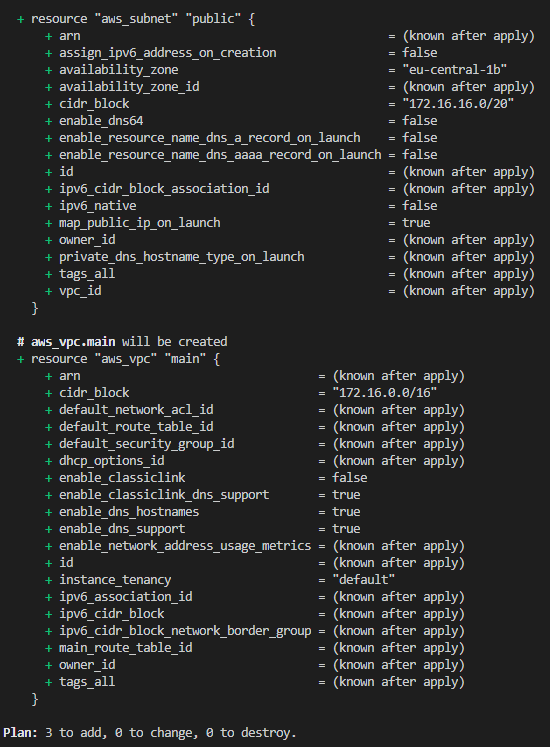 + resource "aws_subnet" "public" {
+ arn = (known after apply)
+ assign_ipv6_address_on_creation = false
+ availability_zone = "eu-central-1b"
+ availability_zone_id = (known after apply)
+ cidr_block = "172.16.16.0/20"
+ enable_dns64 = false
+ enable_resource_name_dns_a_record_on_launch = false
+ enable_resource_name_dns_aaaa_record_on_launch = false
+ id = (known after apply)
+ ipv6_cidr_block_association_id = (known after apply)
+ ipv6_native = false
+ map_public_ip_on_launch = true
+ owner_id = (known after apply)
+ private_dns_hostname_type_on_launch = (known after apply)
+ tags_all = (known after apply)
+ vpc_id = (known after apply)
}
# aws_vpc.main will be created
+ resource "aws_vpc" "main" {
+ arn = (known after apply)
+ cidr_block = "172.16.0.0/16"
+ default_network_acl_id = (known after apply)
+ default_route_table_id = (known after apply)
+ default_security_group_id = (known after apply)
+ dhcp_options_id = (known after apply)
+ enable_classiclink = false
+ enable_classiclink_dns_support = true
+ enable_dns_hostnames = true
+ enable_dns_support = true
+ enable_network_address_usage_metrics = (known after apply)
+ id = (known after apply)
+ instance_tenancy = "default"
+ ipv6_association_id = (known after apply)
+ ipv6_cidr_block = (known after apply)
+ ipv6_cidr_block_network_border_group = (known after apply)
+ main_route_table_id = (known after apply)
+ owner_id = (known after apply)
+ tags_all = (known after apply)
}
Plan: 3 to add, 0 to change, 0 to destroy.